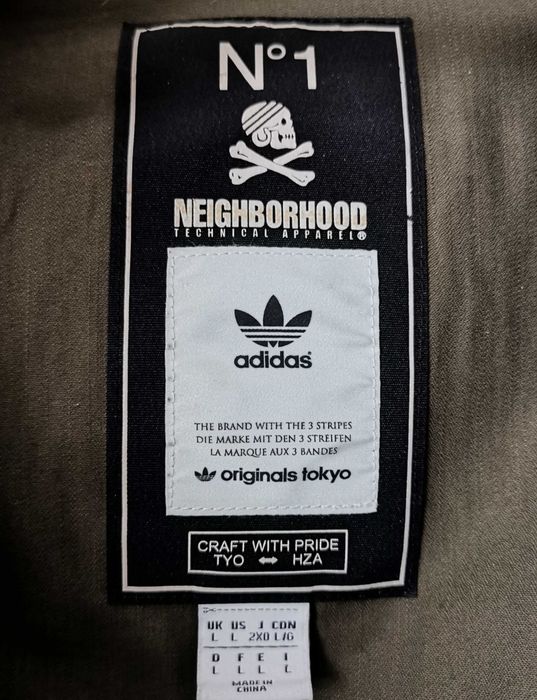 N°1
NEIGHBORHOOD
TECHNICAL APPAREL®
adidas®
THE BRAND WITH THE 3 STRIPES
DIE MARKE MIT DEN 3 STREIFEN
LA MARQUE AUX 3 BANDES
originals tokyo
CRAFT WITH PRIDE
TYO ↔ HZA
UK US J CDN
L L 2XO L/G
D F E I
L L L L
MADE IN
CHINA